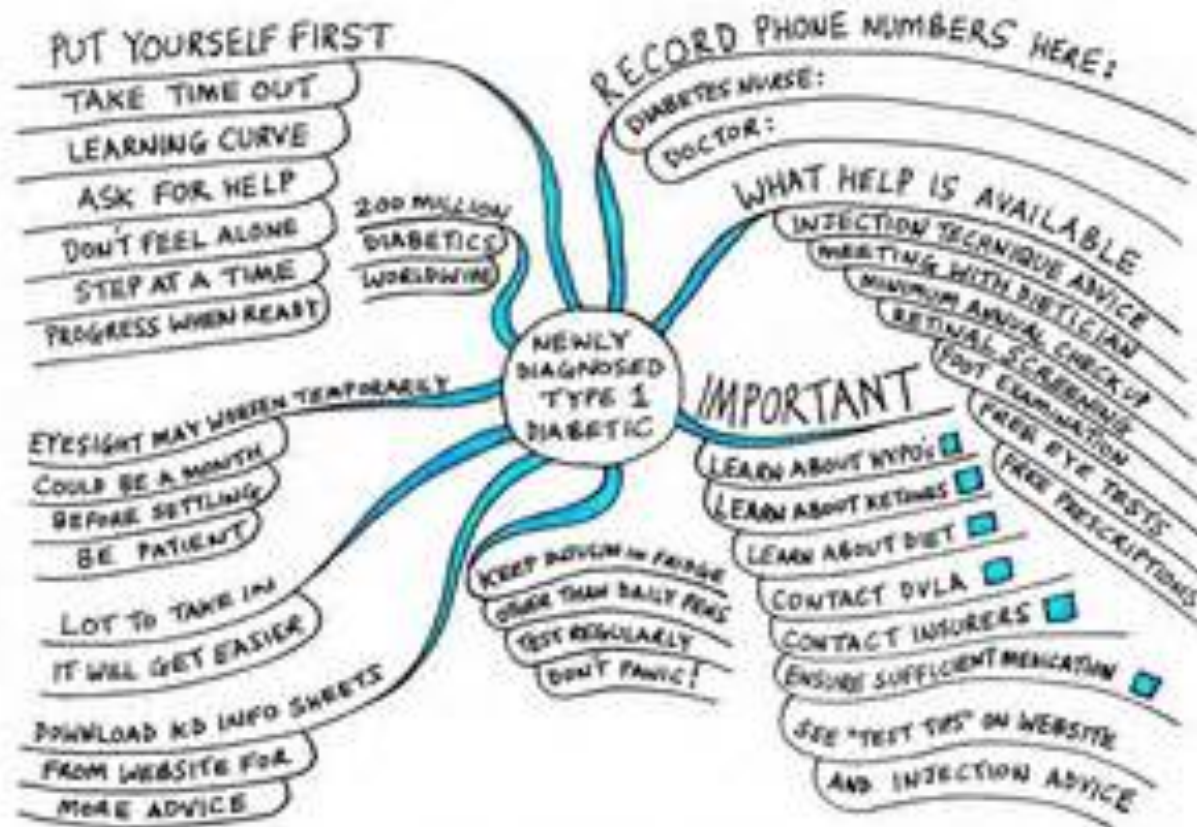 PUT YOURSELF FIRST
TAKE TIME OUT
LEARNING CURVE
ASK FOR HELP
DON'T FEEL ALONE
STEP AT A TIME
PROGRESS WHEN READY
200 MILLION
DIABETICS
WORLDWIDE
RECORD PHONE NUMBERS HERE:
DIABETES NURSE:
DOCTOR:
WHAT HELP IS AVAILABLE
INJECTION TECHNIQUE ADVICE
MEETING WITH DIETICIAN
MINIMUM ANNUAL CHECK UP
RETINAL SCREENING
FOOT EXAMINATION
FREE EYE TESTS
FREE PRESCRIPTIONS
NEWLY
DIAGNOSED
TYPE 1
DIABETIC
IMPORTANT
LEARN ABOUT HYPO'S
LEARN ABOUT KETONES
LEARN ABOUT DIET
CONTACT DVLA
CONTACT INSURERS
ENSURE SUFFICIENT MEDICATION
SEE "TEST TIPS" ON WEBSITE
AND INJECTION ADVICE
EYESIGHT MAY WORSEN TEMPORARILY
COULD BE A MONTH
BEFORE SETTLING
BE PATIENT
LOT TO TAKE IN
IT WILL GET EASIER
DOWNLOAD KD INFO SHEETS
FROM WEBSITE FOR
MORE ADVICE
KEEP INSULIN IN FRIDGE
OTHER THAN DAILY PENS
TEST REGULARLY
DON'T PANIC!